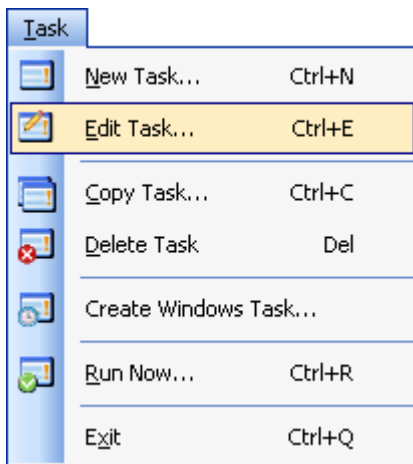 Task
New Task... Ctrl+N
Edit Task... Ctrl+E
Copy Task... Ctrl+C
Delete Task Del
Create Windows Task...
Run Now... Ctrl+R
Exit Ctrl+Q